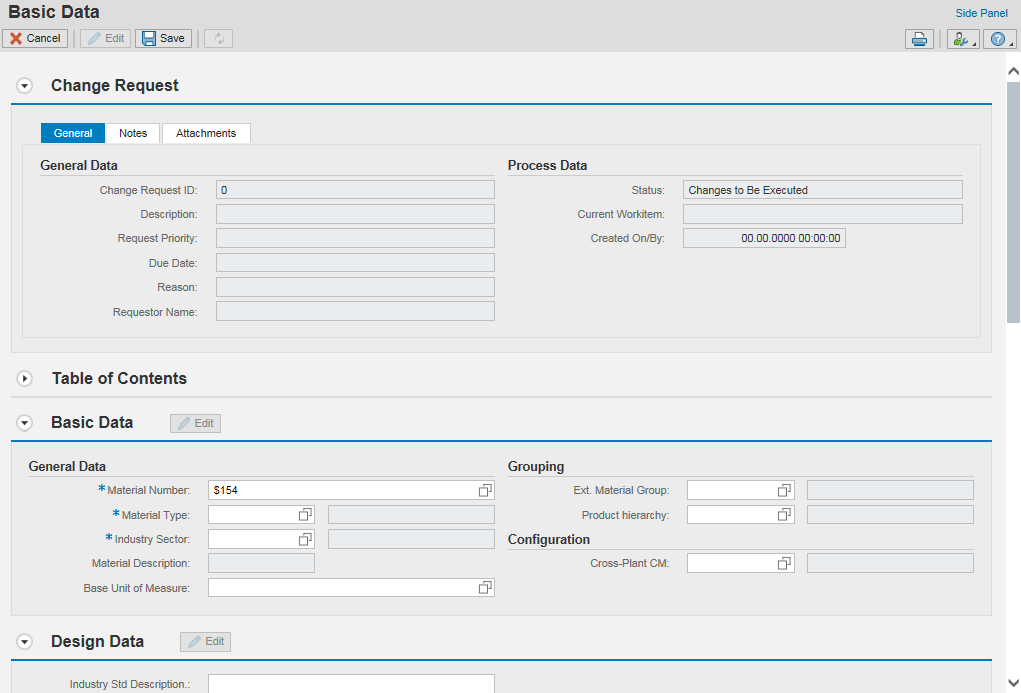 Basic Data
Side Panel
Cancel Edit Save
Change Request
General Notes Attachments
General Data
Process Data
Change Request ID: 0
Status: Changes to Be Executed
Description:
Current Workitem:
Request Priority:
Created On/By: 00.00.0000 00:00:00
Due Date:
Reason:
Requestor Name:
Table of Contents
Basic Data Edit
General Data
Grouping
* Material Number: $154
Ext. Material Group:
* Material Type:
Product hierarchy:
* Industry Sector:
Configuration
Material Description:
Cross-Plant CM:
Base Unit of Measure:
Design Data Edit
Industry Std Description.: